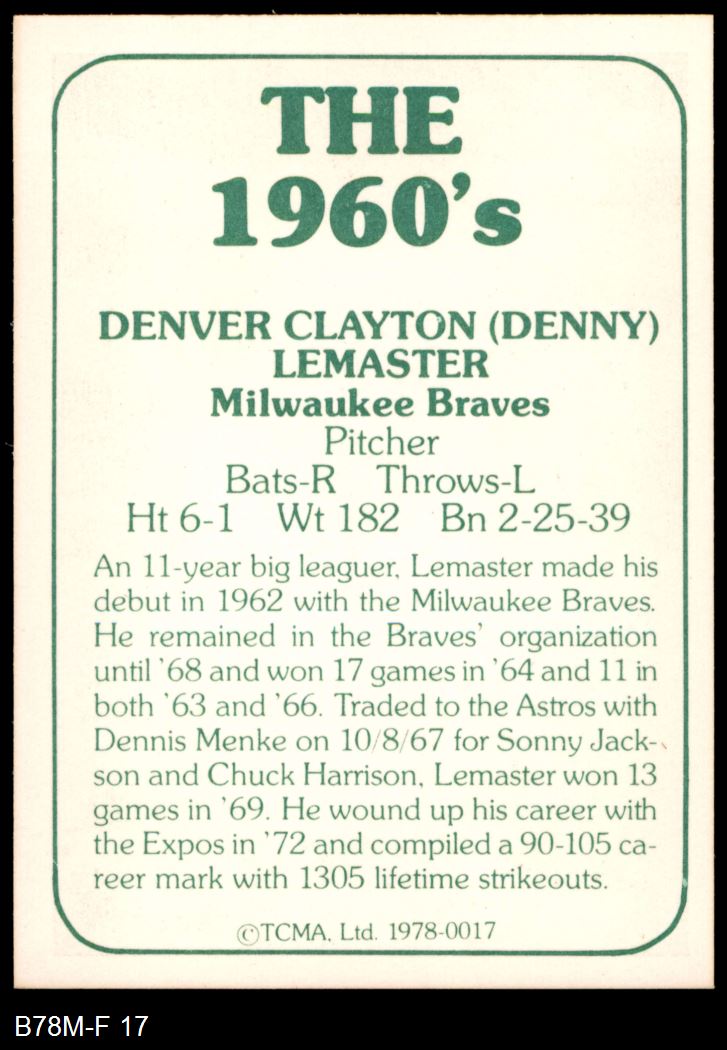 THE
1960's
DENVER CLAYTON (DENNY)
LEMASTER
Milwaukee Braves
Pitcher
Bats-R Throws-L
Ht 6-1 Wt 182 Bn 2-25-39
An 11-year big leaguer, Lemaster made his
debut in 1962 with the Milwaukee Braves.
He remained in the Braves' organization
until '68 and won 17 games in '64 and 11 in
both '63 and '66. Traded to the Astros with
Dennis Menke on 10/8/67 for Sonny Jack-
son and Chuck Harrison, Lemaster won 13
games in '69. He wound up his career with
the Expos in '72 and compiled a 90-105 ca-
reer mark with 1305 lifetime strikeouts.
©TCMA, Ltd. 1978-0017
B78M-F 17